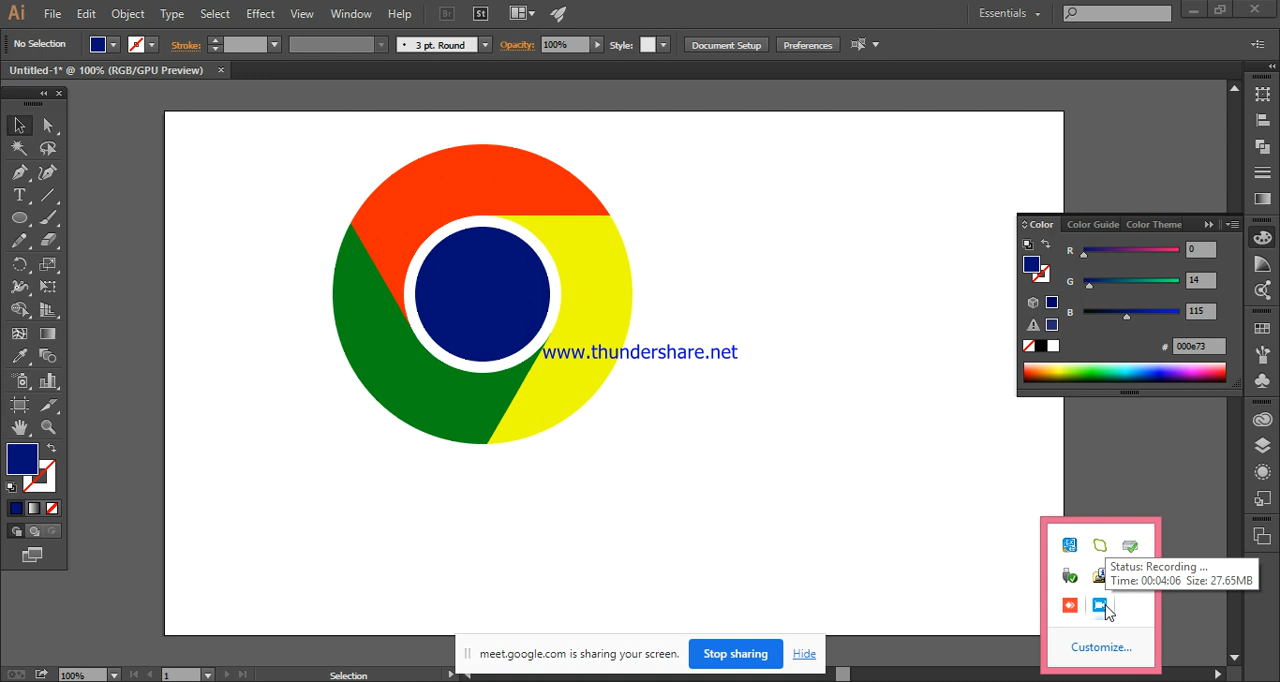 Ai File Edit Object Type Select Effect View Window Help Br St Essentials
No Selection Stroke: 3 pt. Round Opacity: 100% Style: Document Setup Preferences
Untitled-1* @ 100% (RGB/GPU Preview) ×
Color Color Guide Color Theme
R 0
G 14
B 115
# 000e73
www.thundershare.net
Status: Recording ...
Time: 00:04:06 Size: 27.65MB
Customize...
meet.google.com is sharing your screen. Stop sharing Hide
100% 1 Selection